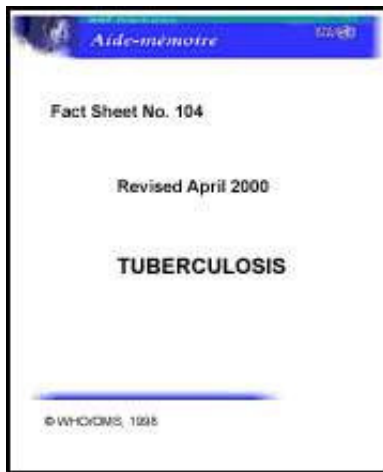 Aide-mémoire
Fact Sheet No. 104
Revised April 2000
TUBERCULOSIS
© WHO/OMS, 1998